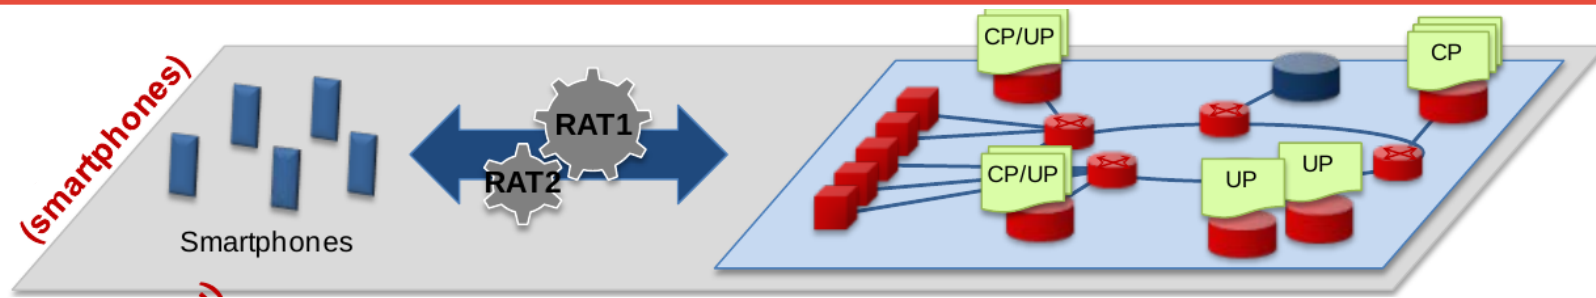 (smartphones)
Smartphones
RAT1
RAT2
CP/UP
CP/UP
UP
UP
CP